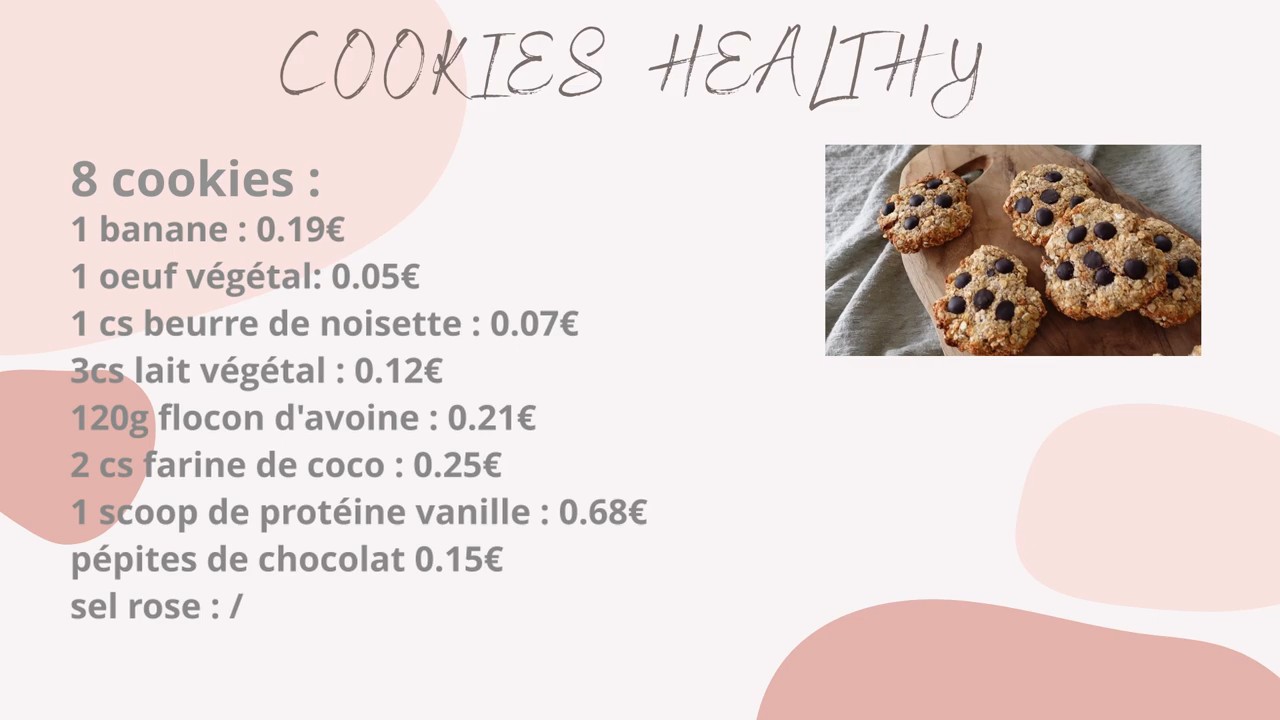 COOKIES HEALTHY
8 cookies :
1 banane : 0.19€
1 oeuf végétal: 0.05€
1 cs beurre de noisette : 0.07€
3cs lait végétal : 0.12€
120g flocon d'avoine : 0.21€
2 cs farine de coco : 0.25€
1 scoop de protéine vanille : 0.68€
pépites de chocolat 0.15€
sel rose : /